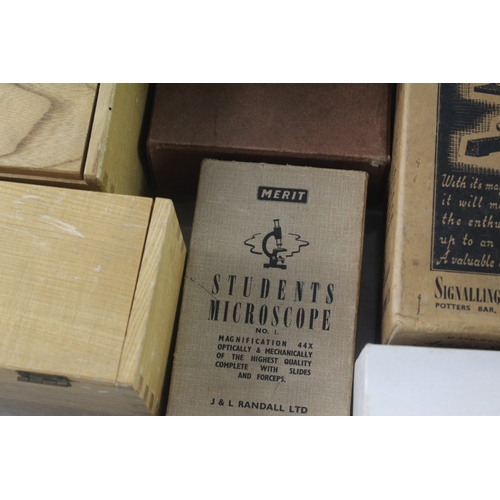 MERIT
STUDENTS
MICROSCOPE
NO. 1.
MAGNIFICATION 44X
OPTICALLY & MECHANICALLY
OF THE HIGHEST QUALITY
COMPLETE WITH SLIDES
AND FORCEPS.
J & L RANDALL LTD
With its ma
it will m
the enthu
up to an
A valuable
SIGNALLING
POTTERS BAR,